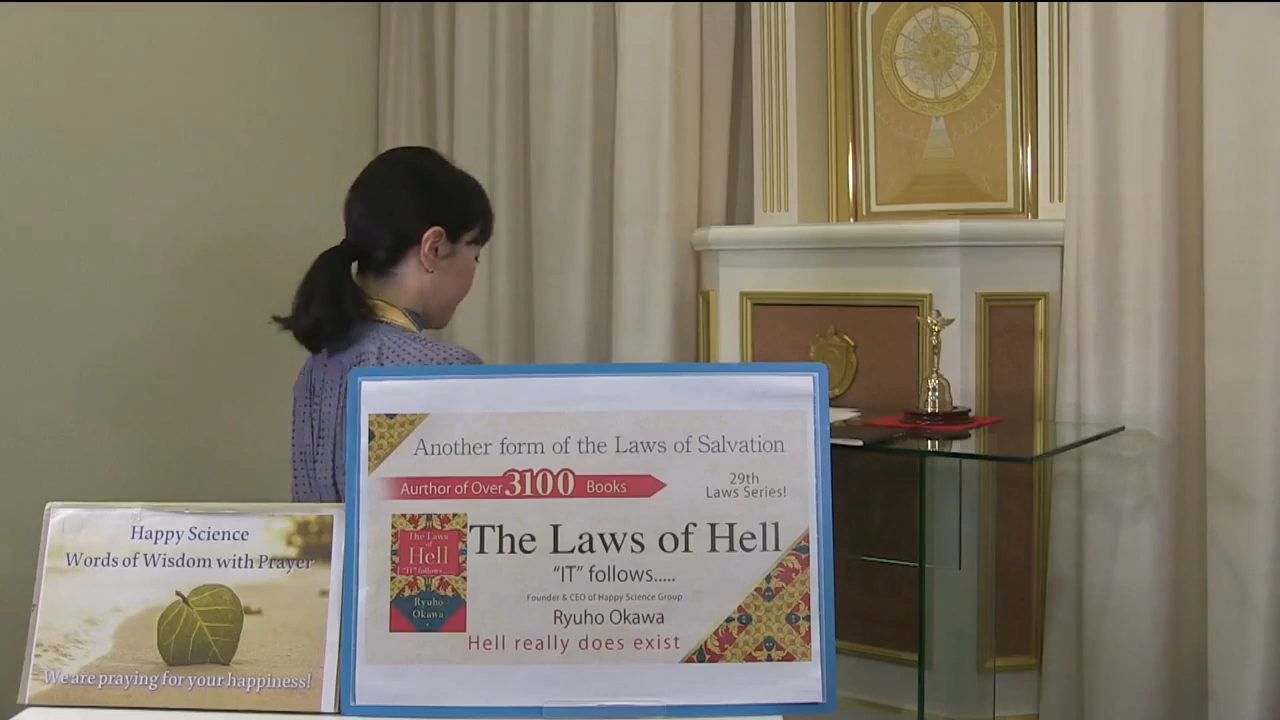 Happy Science
Words of Wisdom with Prayer
We are praying for your happiness!
Another form of the Laws of Salvation
Aurthor of Over 3100 Books
29th
Laws Series!
The Laws of Hell
"IT" follows.....
Founder & CEO of Happy Science Group
Ryuho Okawa
Hell really does exist
The Laws
of
Hell
"IT" follows.....
Ryuho
Okawa